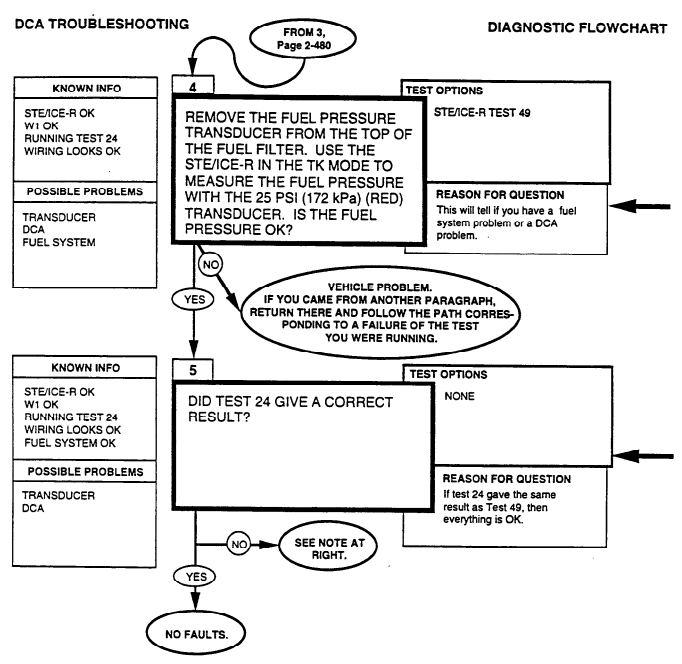 DCA TROUBLESHOOTING
DIAGNOSTIC FLOWCHART
FROM 3,
Page 2-480
KNOWN INFO
STE/ICE-R OK
W1 OK
RUNNING TEST 24
WIRING LOOKS OK
POSSIBLE PROBLEMS
TRANSDUCER
DCA
FUEL SYSTEM
4
REMOVE THE FUEL PRESSURE
TRANSDUCER FROM THE TOP OF
THE FUEL FILTER. USE THE
STE/ICE-R IN THE TK MODE TO
MEASURE THE FUEL PRESSURE
WITH THE 25 PSI (172 kPa) (RED)
TRANSDUCER. IS THE FUEL
PRESSURE OK?
TEST OPTIONS
STE/ICE-R TEST 49
REASON FOR QUESTION
This will tell if you have a fuel
system problem or a DCA
problem.
NO
YES
VEHICLE PROBLEM.
IF YOU CAME FROM ANOTHER PARAGRAPH,
RETURN THERE AND FOLLOW THE PATH CORRES-
PONDING TO A FAILURE OF THE TEST
YOU WERE RUNNING.
KNOWN INFO
STE/ICE-R OK
W1 OK
RUNNING TEST 24
WIRING LOOKS OK
FUEL SYSTEM OK
POSSIBLE PROBLEMS
TRANSDUCER
DCA
5
DID TEST 24 GIVE A CORRECT
RESULT?
TEST OPTIONS
NONE
REASON FOR QUESTION
If test 24 gave the same
result as Test 49, then
everything is OK.
NO
SEE NOTE AT
RIGHT.
YES
NO FAULTS.